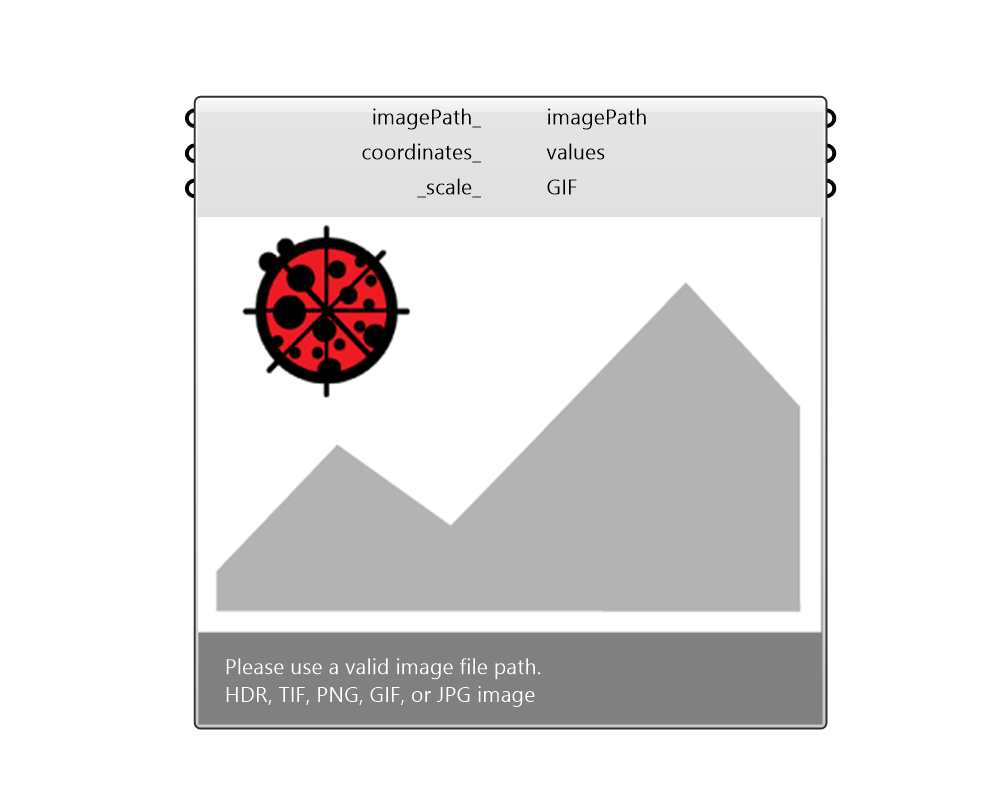 imagePath_ imagePath
coordinates_ values
_scale_ GIF
Please use a valid image file path.
HDR, TIF, PNG, GIF, or JPG image